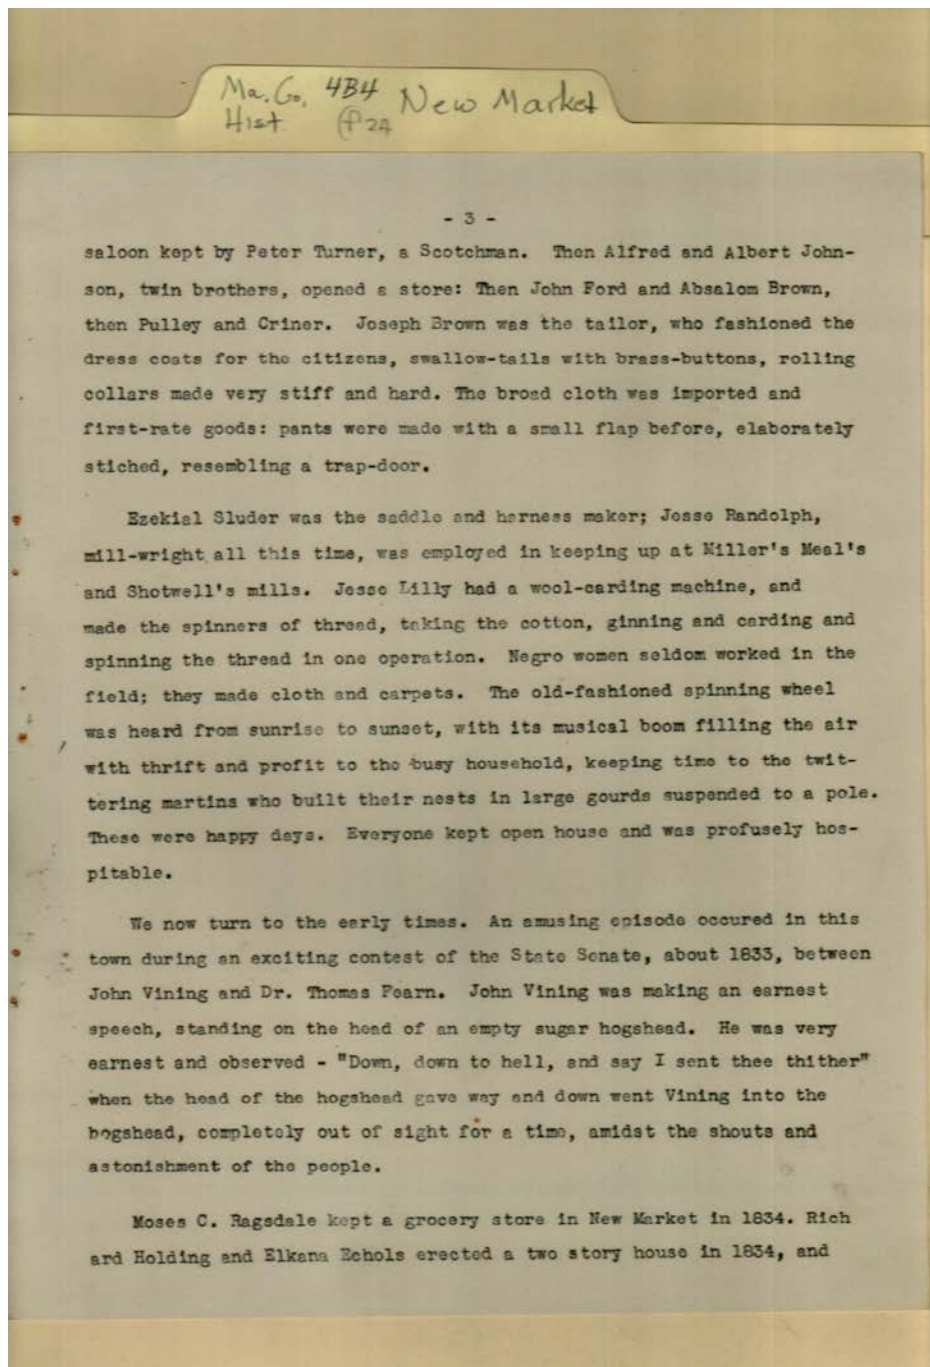 Ma. Co. 4B4 New Market
Hist
- 3 -
saloon kept by Peter Turner, a Scotchman.  Then Alfred and Albert John-
son, twin brothers, opened a store: Then John Ford and Absalom Brown,
then Pulley and Criner.  Joseph Brown was the tailor, who fashioned the
dress coats for the citizens, swallow-tails with brass-buttons, rolling
collars made very stiff and hard. The broad cloth was imported and
first-rate goods: pants were made with a small flap before, elaborately
stiched, resembling a trap-door.
Ezekial Sluder was the saddle and harness maker; Jesse Randolph,
mill-wright all this time, was employed in keeping up at Miller's Meal's
and Shotwell's mills.  Jesse Lilly had a wool-carding machine, and
made the spinners of thread, taking the cotton, ginning and carding and
spinning the thread in one operation.  Negro women seldom worked in the
field; they made cloth and carpets.  The old-fashioned spinning wheel
was heard from sunrise to sunset, with its musical boom filling the air
with thrift and profit to the busy household, keeping time to the twit-
tering martins who built their nests in large gourds suspended to a pole.
These were happy days.  Everyone kept open house and was profusely hos-
pitable.
We now turn to the early times.  An amusing episode occured in this
town during an exciting contest of the State Senate, about 1833, between
John Vining and Dr. Thomas Fearn.  John Vining was making an earnest
speech, standing on the head of an empty sugar hogshead.  He was very
earnest and observed - "Down, down to hell, and say I sent thee thither"
when the head of the hogshead gave way and down went Vining into the
hogshead, completely out of sight for a time, amidst the shouts and
astonishment of the people.
Moses C. Ragsdale kept a grocery store in New Market in 1834. Rich
ard Holding and Elkana Echols erected a two story house in 1834, and